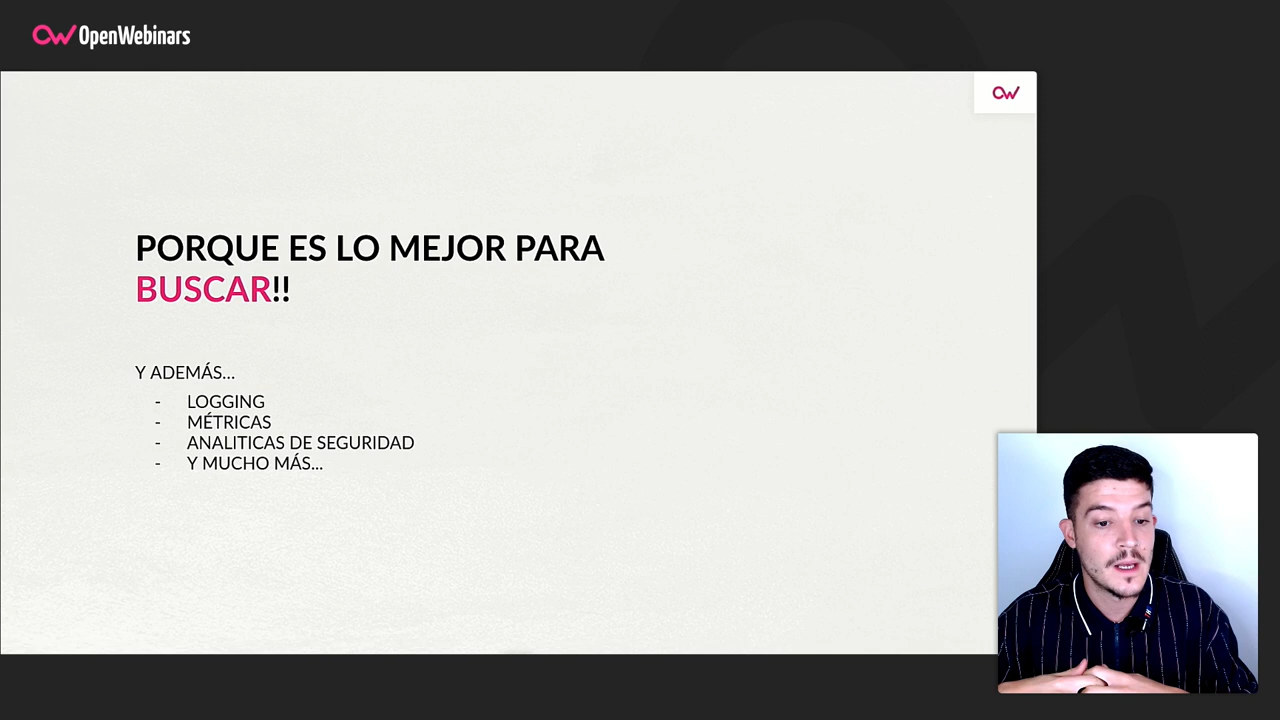 OpenWebinars
PORQUE ES LO MEJOR PARA
BUSCAR!!
Y ADEMÁS...
- LOGGING
- MÉTRICAS
- ANALITICAS DE SEGURIDAD
- Y MUCHO MÁS...